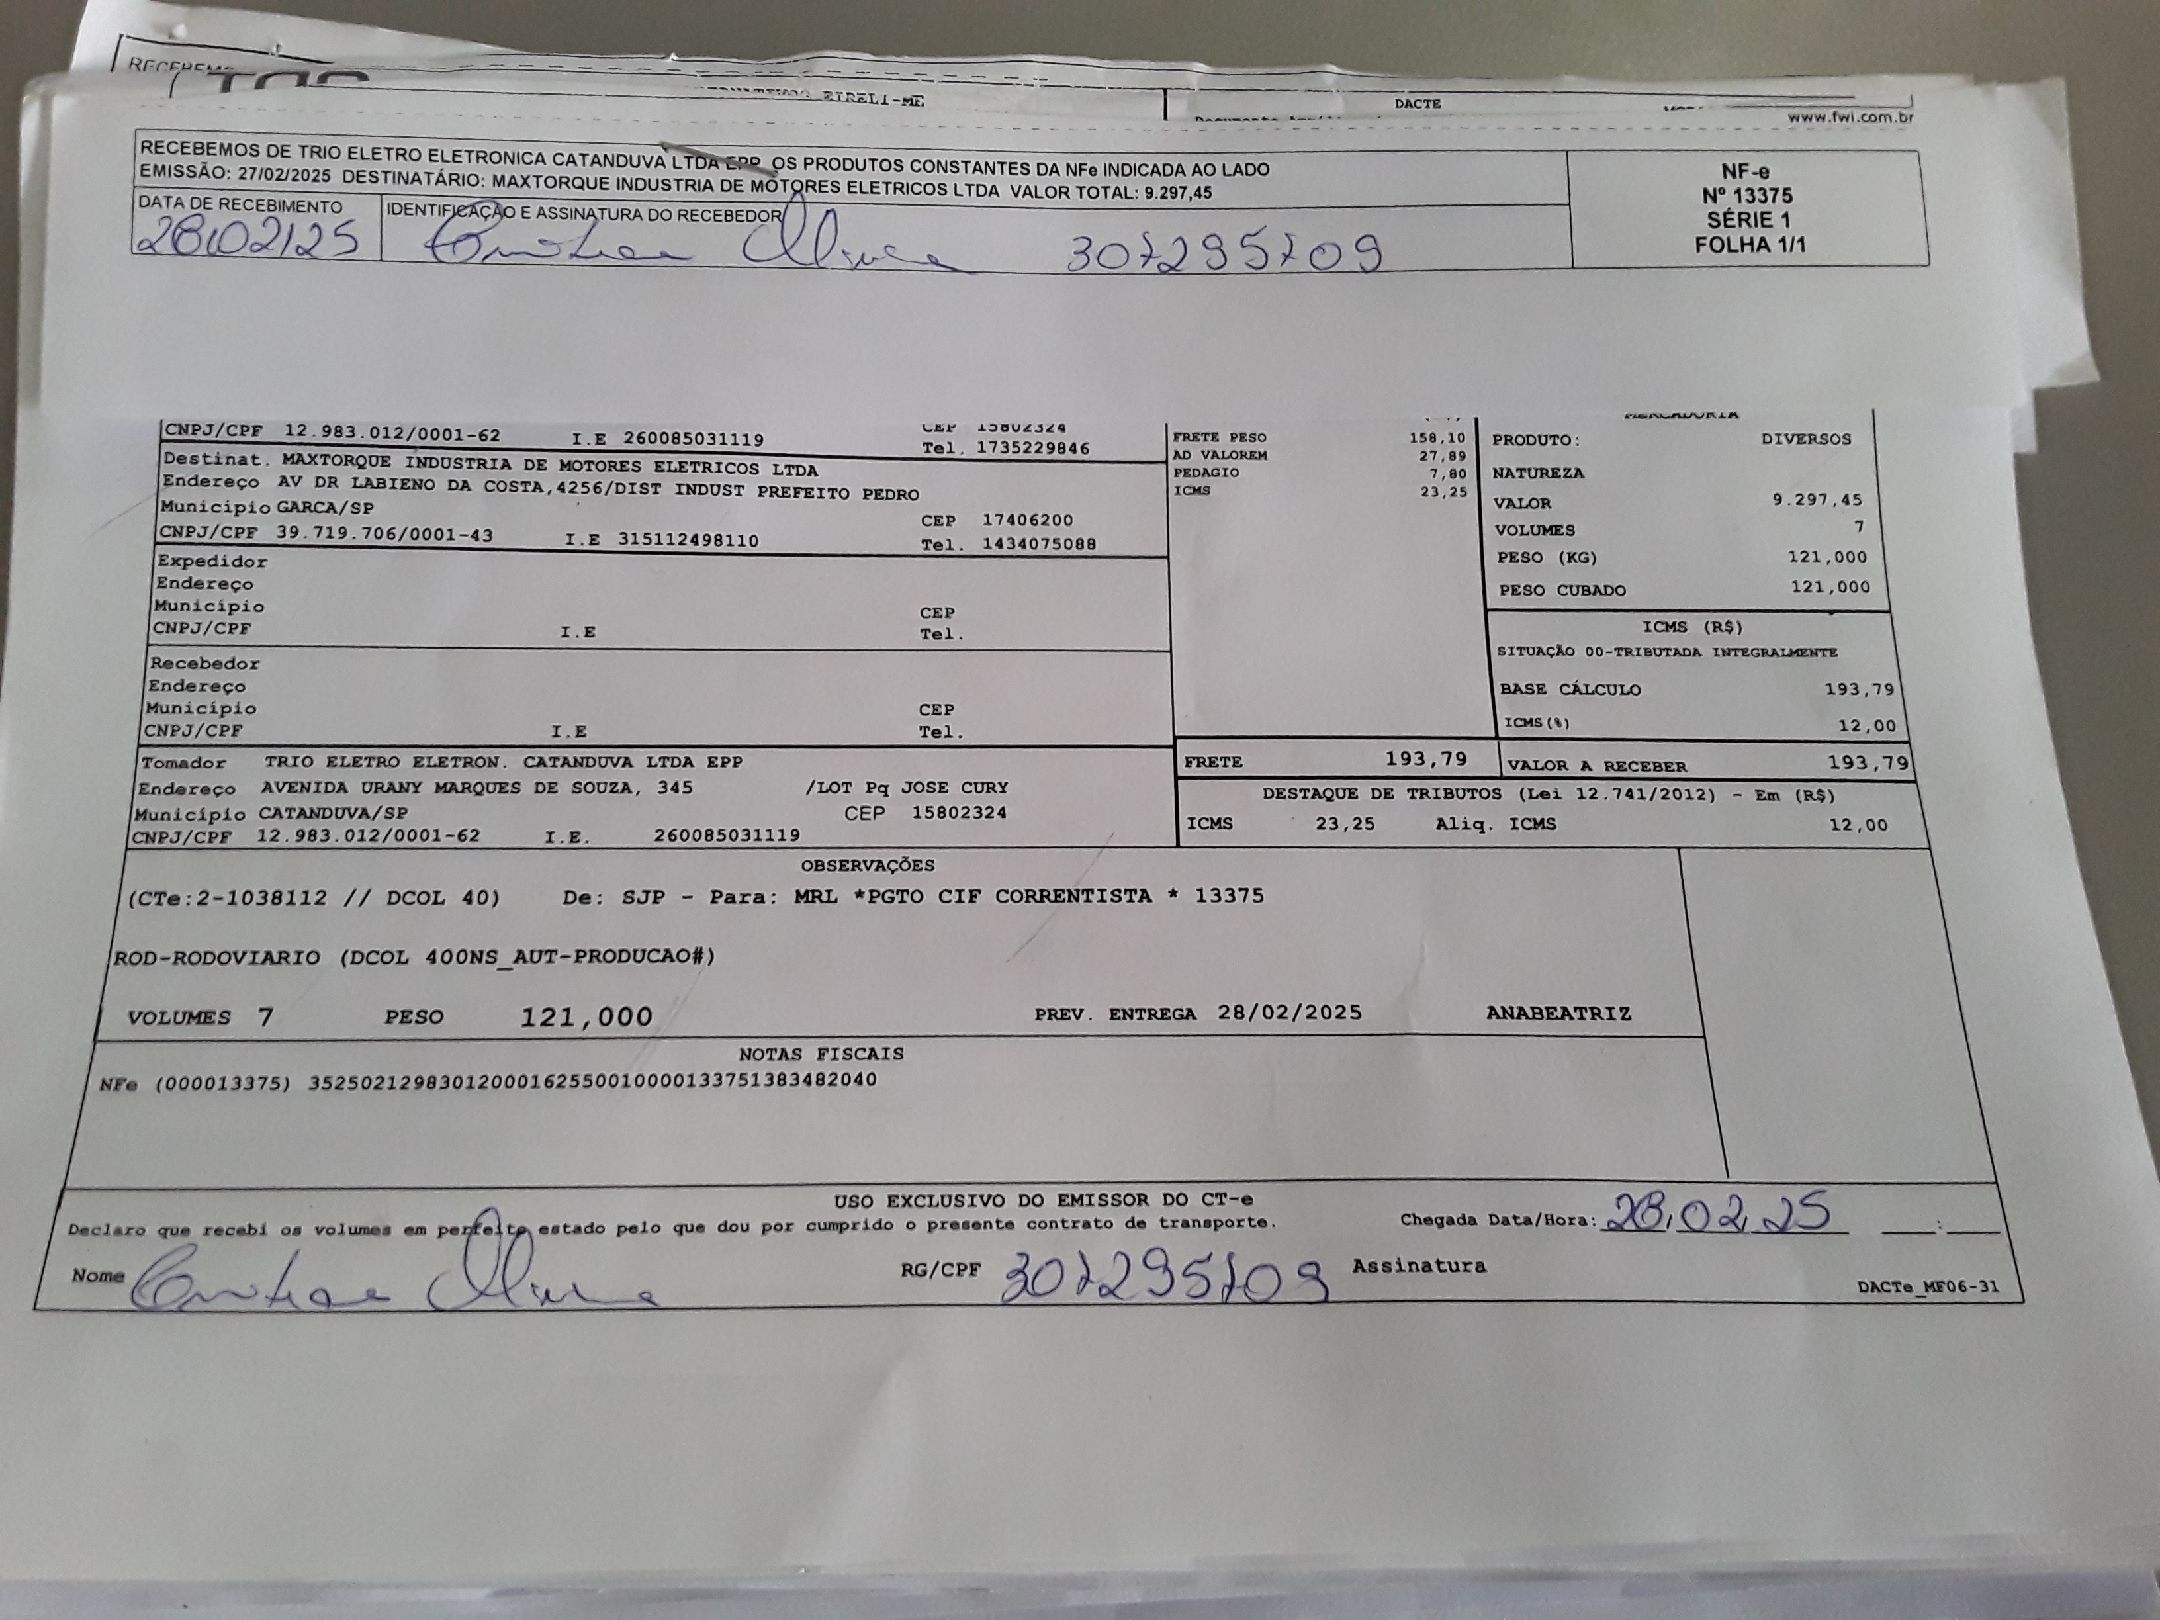 EIRELI-ME
DACTE
www.fwi.com.br
RECEBEMOS DE TRIO ELETRO ELETRONICA CATANDUVA LTDA EPP OS PRODUTOS CONSTANTES DA NFe INDICADA AO LADO
EMISSÃO: 27/02/2025 DESTINATÁRIO: MAXTORQUE INDUSTRIA DE MOTORES ELETRICOS LTDA VALOR TOTAL: 9.297,45
NF-e
Nº 13375
SÉRIE 1
FOLHA 1/1
DATA DE RECEBIMENTO
28/02/25
IDENTIFICAÇÃO E ASSINATURA DO RECEBEDOR
307295709
CNPJ/CPF 12.983.012/0001-62 I.E 260085031119
CEP 15802324
Tel. 1735229846
Destinat. MAXTORQUE INDUSTRIA DE MOTORES ELETRICOS LTDA
Endereço AV DR LABIENO DA COSTA,4256/DIST INDUST PREFEITO PEDRO
Município GARCA/SP CEP 17406200
CNPJ/CPF 39.719.706/0001-43 I.E 315112498110 Tel. 1434075088
Expedidor
Endereço
Município CEP
CNPJ/CPF I.E Tel.
Recebedor
Endereço
Município CEP
CNPJ/CPF I.E Tel.
Tomador TRIO ELETRO ELETRON. CATANDUVA LTDA EPP
Endereço AVENIDA URANY MARQUES DE SOUZA, 345 /LOT Pq JOSE CURY
Município CATANDUVA/SP CEP 15802324
CNPJ/CPF 12.983.012/0001-62 I.E. 260085031119
FRETE PESO 158,10
AD VALOREM 27,89
PEDAGIO 7,80
ICMS 23,25
MERCADORIA
PRODUTO: DIVERSOS
NATUREZA
VALOR 9.297,45
VOLUMES 7
PESO (KG) 121,000
PESO CUBADO 121,000
ICMS (R$)
SITUAÇÃO 00-TRIBUTADA INTEGRALMENTE
BASE CÁLCULO 193,79
ICMS(%) 12,00
FRETE 193,79 VALOR A RECEBER 193,79
DESTAQUE DE TRIBUTOS (Lei 12.741/2012) - Em (R$)
ICMS 23,25 Aliq. ICMS 12,00
OBSERVAÇÕES
(CTe:2-1038112 // DCOL 40) De: SJP - Para: MRL *PGTO CIF CORRENTISTA * 13375
ROD-RODOVIARIO (DCOL 400NS_AUT-PRODUCAO#)
VOLUMES 7 PESO 121,000 PREV. ENTREGA 28/02/2025 ANABEATRIZ
NOTAS FISCAIS
NFe (000013375) 35250212983012000162550010000133751383482040
USO EXCLUSIVO DO EMISSOR DO CT-e
Declaro que recebi os volumes em perfeito estado pelo que dou por cumprido o presente contrato de transporte.
Chegada Data/Hora: 28,02,25 :
Nome RG/CPF 307295709 Assinatura
DACTe_MF06-31